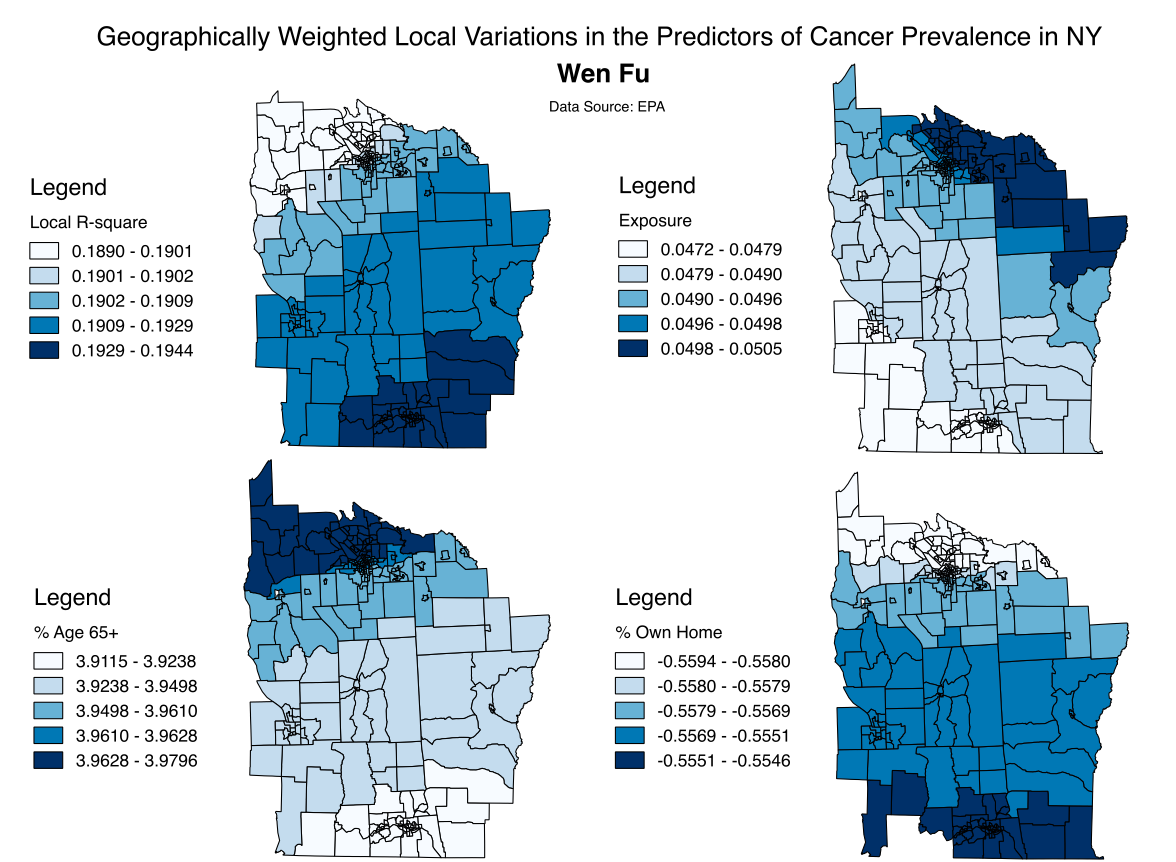 Geographically Weighted Local Variations in the Predictors of Cancer Prevalence in NY
Wen Fu
Data Source: EPA
Legend
Local R-square
0.1890 - 0.1901
0.1901 - 0.1902
0.1902 - 0.1909
0.1909 - 0.1929
0.1929 - 0.1944
Legend
Exposure
0.0472 - 0.0479
0.0479 - 0.0490
0.0490 - 0.0496
0.0496 - 0.0498
0.0498 - 0.0505
Legend
% Age 65+
3.9115 - 3.9238
3.9238 - 3.9498
3.9498 - 3.9610
3.9610 - 3.9628
3.9628 - 3.9796
Legend
% Own Home
-0.5594 - -0.5580
-0.5580 - -0.5579
-0.5579 - -0.5569
-0.5569 - -0.5551
-0.5551 - -0.5546